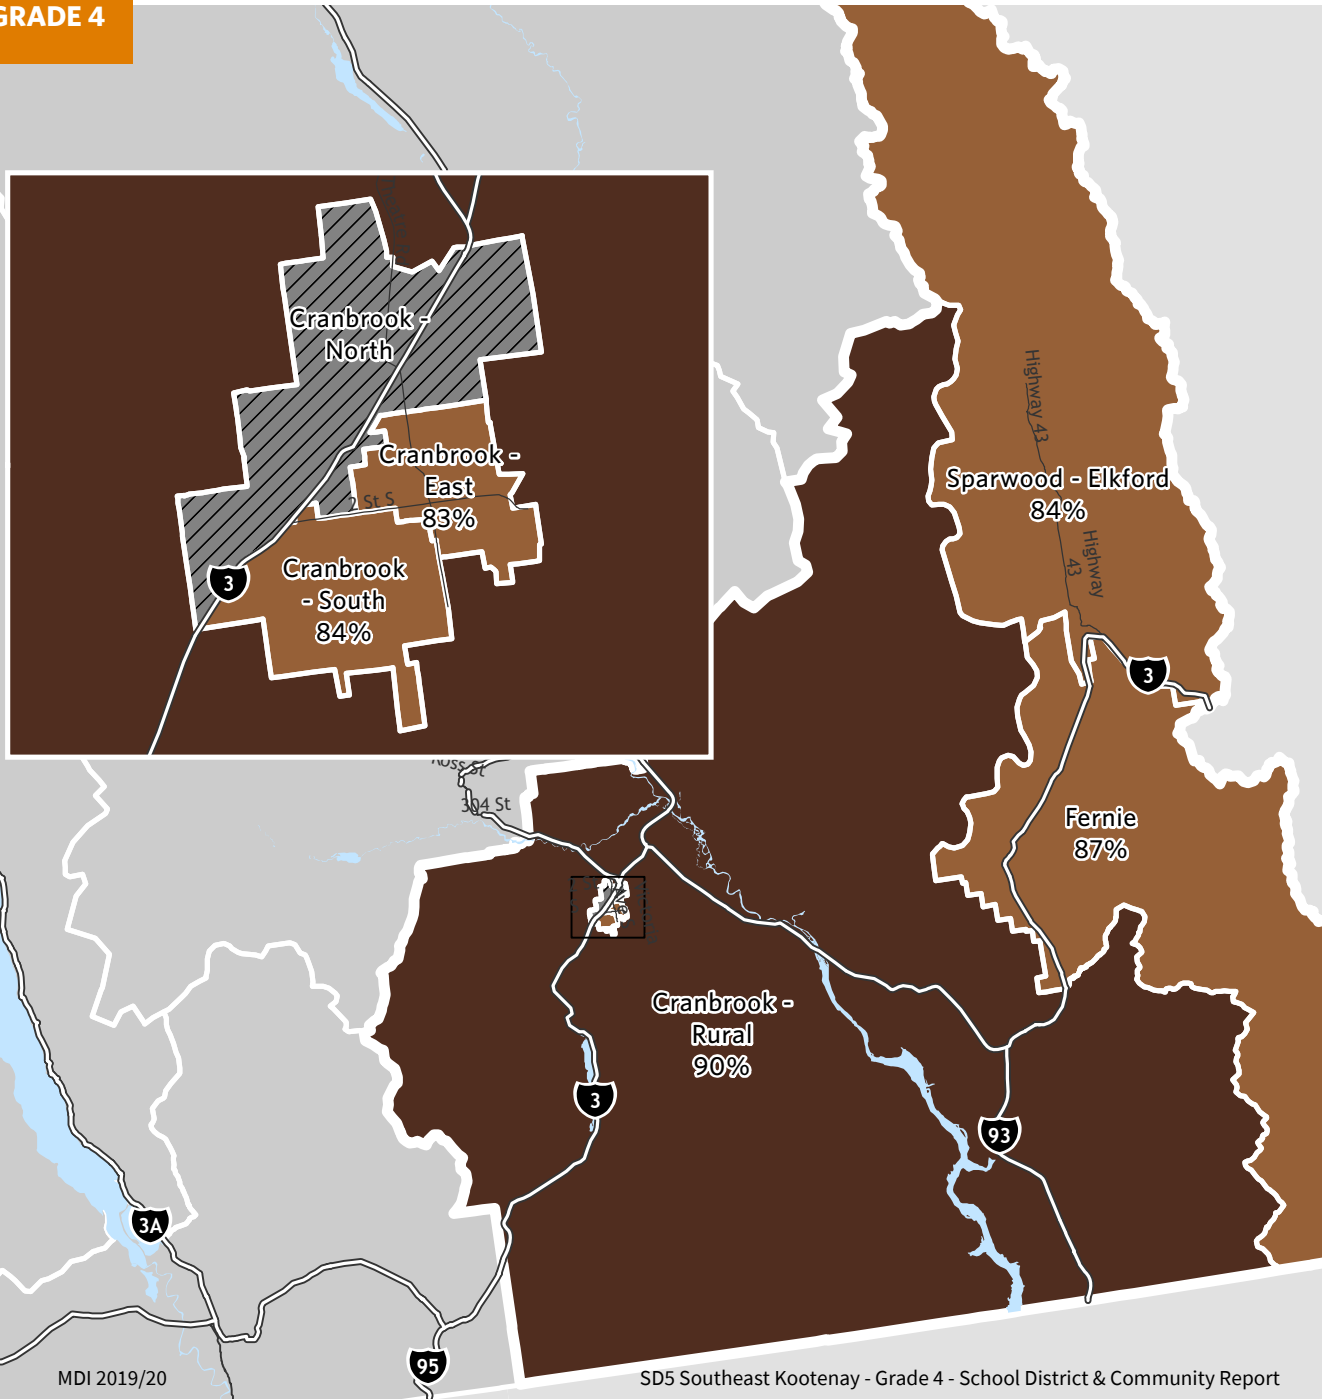 GRADE 4
Cranbrook -
North
Cranbrook -
East
83%
2 St S
Cranbrook
- South
84%
3
Highway 43
Sparwood - Elkford
84%
Highway
43
3
Ross St
304 St
Fernie
87%
Cranbrook -
Rural
90%
3
93
3A
95
MDI 2019/20
SD5 Southeast Kootenay - Grade 4 - School District & Community Report